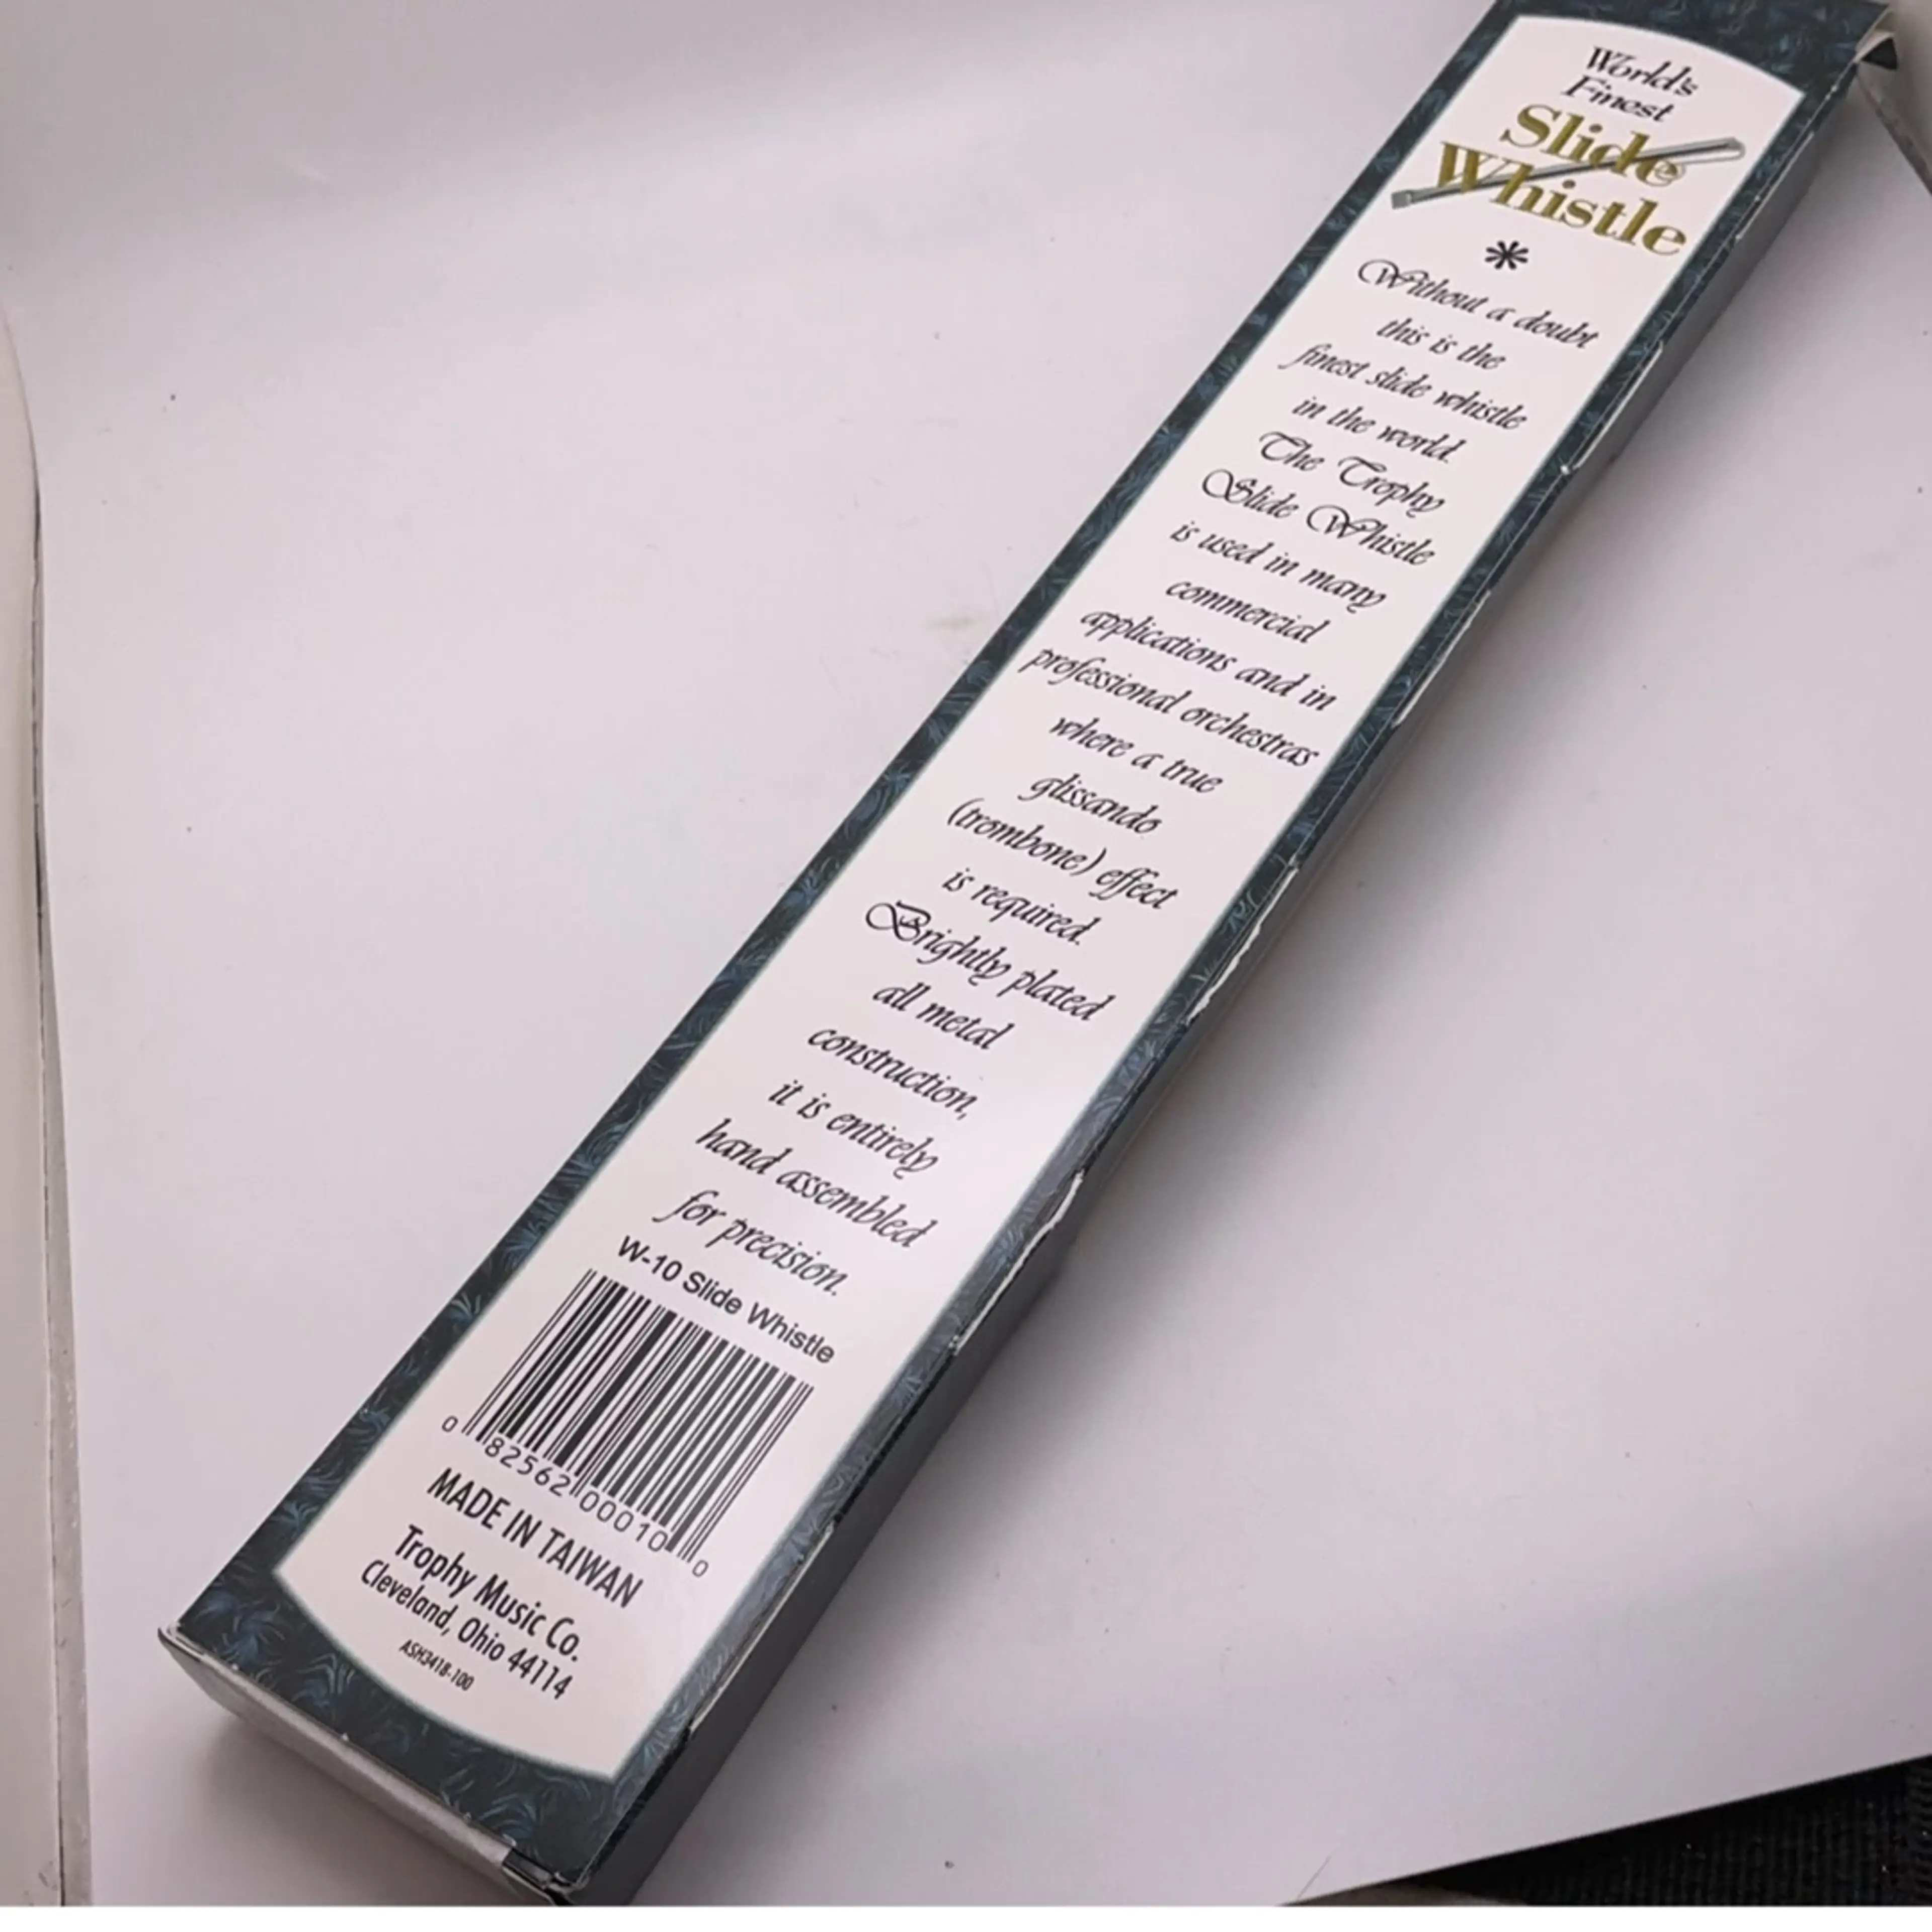 World's
Finest
Slide
Whistle
*
Without a doubt
this is the
finest slide whistle
in the world.
The Trophy
Slide Whistle
is used in many
commercial
applications and in
professional orchestras
where a true
glissando
(trombone) effect
is required.
Brightly plated
all metal
construction,
it is entirely
hand assembled
for precision.
W-10 Slide Whistle
0 82562 00010 0
MADE IN TAIWAN
Trophy Music Co.
Cleveland, Ohio 44114
ASH3418-100